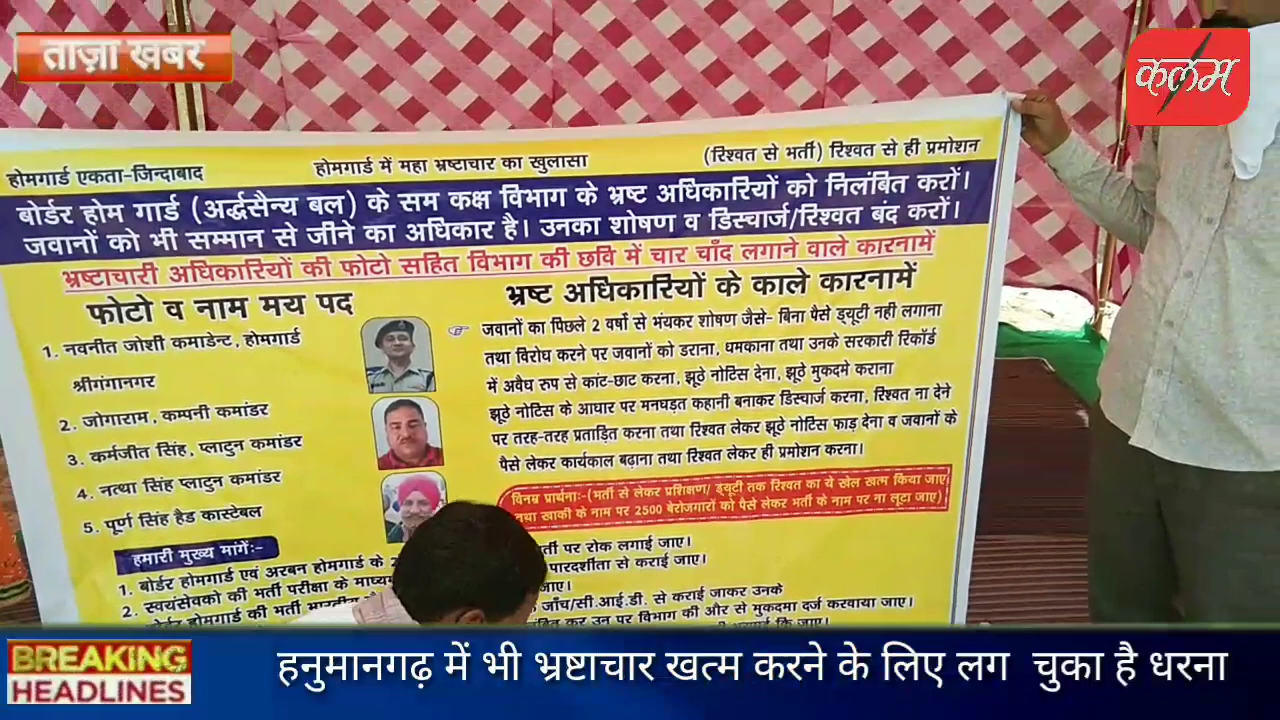 ताज़ा खबर
कलम
होमगार्ड एकता-जिन्दाबाद
होमगार्ड में महा भ्रष्टाचार का खुलासा
(रिश्वत से भर्ती) रिश्वत से ही प्रमोशन
बोर्डर होम गार्ड (अर्द्धसैन्य बल) के सम कक्ष विभाग के भ्रष्ट अधिकारियों को निलंबित करों।
जवानों को भी सम्मान से जीने का अधिकार है। उनका शोषण व डिस्चार्ज/रिश्वत बंद करों।
भ्रष्टाचारी अधिकारियों की फोटो सहित विभाग की छवि में चार चाँद लगाने वाले कारनामें
फोटो व नाम मय पद
1. नवनीत जोशी कमाडेन्ट, होमगार्ड
श्रीगंगानगर
2. जोगाराम, कम्पनी कमांडर
3. कर्मजीत सिंह, प्लाटुन कमांडर
4. नत्था सिंह प्लाटुन कमांडर
5. पूर्ण सिंह हैड कास्टेबल
भ्रष्ट अधिकारियों के काले कारनामें
जवानों का पिछले 2 वर्षो से भंयकर शोषण जैसे- बिना पैसे ड्यूटी नही लगाना
तथा विरोध करने पर जवानों को डराना, धमकाना तथा उनके सरकारी रिकॉर्ड
में अवैध रुप से कांट-छाट करना, झूठे नोटिस देना, झूठे मुकदमे कराना
झूठे नोटिस के आधार पर मनघड़त कहानी बनाकर डिस्चार्ज करना, रिश्वत ना देने
पर तरह-तरह प्रताड़ित करना तथा रिश्वत लेकर झूठे नोटिस फाड़ देना व जवानों के
पैसे लेकर कार्यकाल बढ़ाना तथा रिश्वत लेकर ही प्रमोशन करना।
विनम्र प्रार्थनाः-(भर्ती से लेकर प्रशिक्षण/ ड्यूटी तक रिश्वत का ये खेल खत्म किया जाए
तथा खाकी के नाम पर 2500 बेरोजगारों को पैसे लेकर भर्ती के नाम पर ना लूटा जाए)
हमारी मुख्य मांगेंः-
1. बोर्डर होमगार्ड एवं अरबन होमगार्ड के
भर्ती पर रोक लगाई जाए।
2. स्वयंसेवको की भर्ती परीक्षा के माध्यम
पारदर्शीता से कराई जाए।
बोर्डर होमगार्ड की भर्ती
जाए।
जाँच/सी.आई.डी. से कराई जाकर उनके
कर उन पर विभाग की ओर से मुकदमा दर्ज करवाया जाए।
BREAKING
HEADLINES
हनुमानगढ़ में भी भ्रष्टाचार खत्म करने के लिए लग चुका है धरना